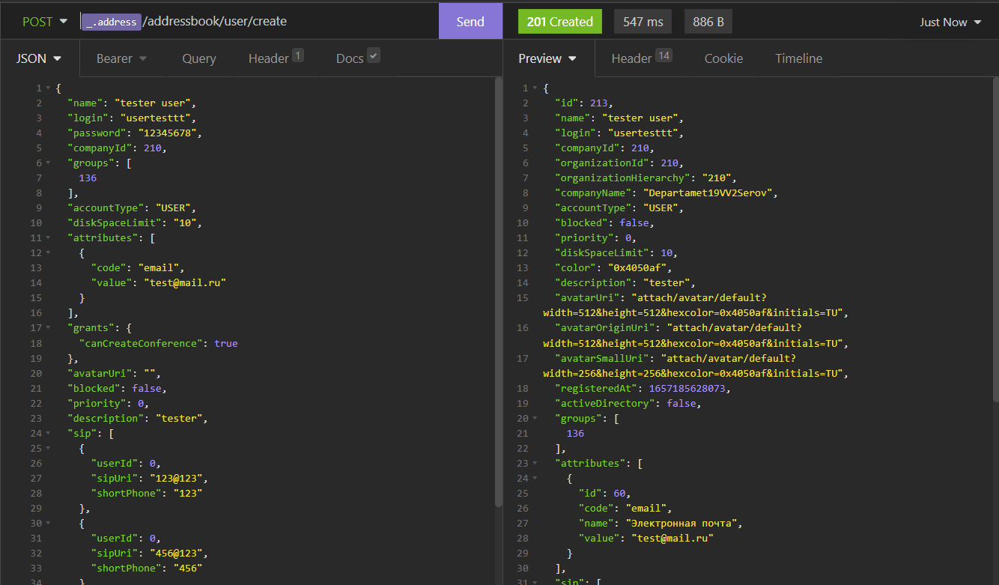 POST _.address /addressbook/user/create Send
201 Created 547 ms 886 B Just Now
JSON Bearer Query Header 1 Docs
Preview Header 14 Cookie Timeline
1 {
2 "name": "tester user",
3 "login": "usertesttt",
4 "password": "12345678",
5 "companyId": 210,
6 "groups": [
7 136
8 ],
9 "accountType": "USER",
10 "diskSpaceLimit": "10",
11 "attributes": [
12 {
13 "code": "email",
14 "value": "test@mail.ru"
15 }
16 ],
17 "grants": {
18 "canCreateConference": true
19 },
20 "avatarUri": "",
21 "blocked": false,
22 "priority": 0,
23 "description": "tester",
24 "sip": [
25 {
26 "userId": 0,
27 "sipUri": "123@123",
28 "shortPhone": "123"
29 },
30 {
31 "userId": 0,
32 "sipUri": "456@123",
33 "shortPhone": "456"
34 }
1 {
2 "id": 213,
3 "name": "tester user",
4 "login": "usertesttt",
5 "companyId": 210,
6 "organizationId": 210,
7 "organizationHierarchy": "210",
8 "companyName": "Departamet19VV2Serov",
9 "accountType": "USER",
10 "blocked": false,
11 "priority": 0,
12 "diskSpaceLimit": 10,
13 "color": "0x4050af",
14 "description": "tester",
15 "avatarUri": "attach/avatar/default?
width=512&height=512&hexcolor=0x4050af&initials=TU",
16 "avatarOriginUri": "attach/avatar/default?
width=512&height=512&hexcolor=0x4050af&initials=TU",
17 "avatarSmallUri": "attach/avatar/default?
width=256&height=256&hexcolor=0x4050af&initials=TU",
18 "registeredAt": 1657185628073,
19 "activeDirectory": false,
20 "groups": [
21 136
22 ],
23 "attributes": [
24 {
25 "id": 60,
26 "code": "email",
27 "name": "Электронная почта",
28 "value": "test@mail.ru"
29 }
30 ],
31 "sip": [